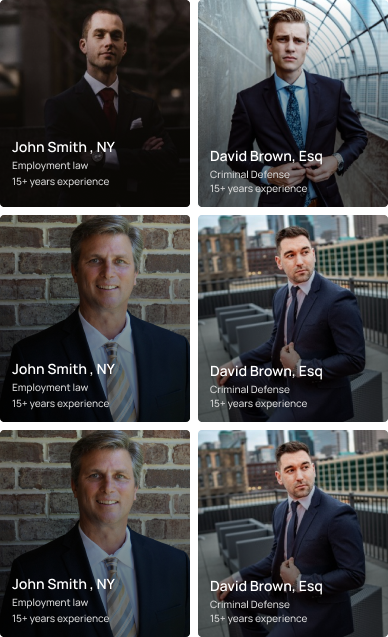 John Smith , NY
Employment law
15+ years experience
David Brown, Esq
Criminal Defense
15+ years experience
John Smith , NY
Employment law
15+ years experience
David Brown, Esq
Criminal Defense
15+ years experience
John Smith , NY
Employment law
15+ years experience
David Brown, Esq
Criminal Defense
15+ years experience